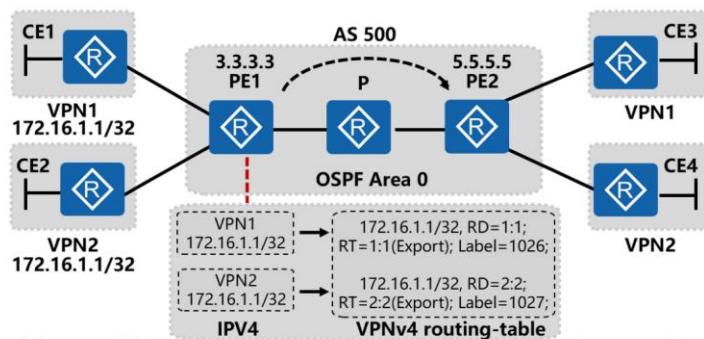 AS 500
CE1
CE3
3.3.3.3
PE1
P
5.5.5.5
PE2
R
R
R
R
R
VPN1
172.16.1.1/32
VPN1
CE2
CE4
R
R
OSPF Area 0
VPN2
172.16.1.1/32
VPN2
VPN1
172.16.1.1/32
172.16.1.1/32, RD=1:1;
RT=1:1(Export); Label=1026;
VPN2
172.16.1.1/32
172.16.1.1/32, RD=2:2;
RT=2:2(Export); Label=1027;
IPV4
VPNv4 routing-table